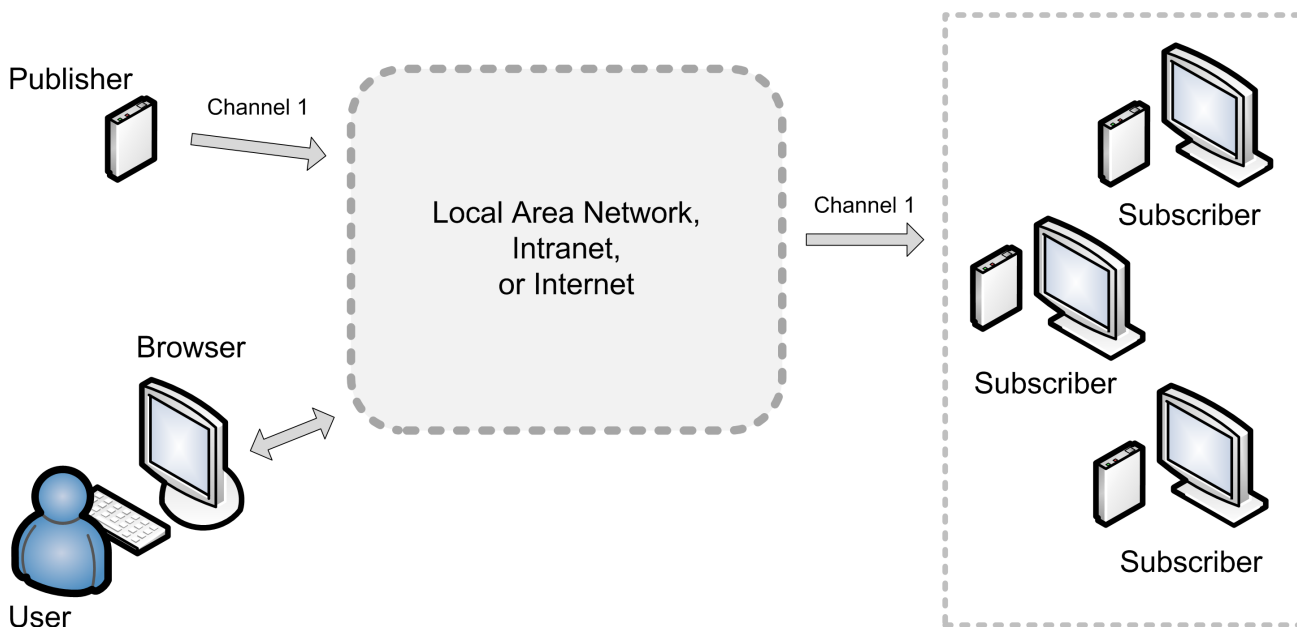 Publisher
Channel 1
Local Area Network,
Intranet,
or Internet
Channel 1
Subscriber
Subscriber
Subscriber
Browser
User